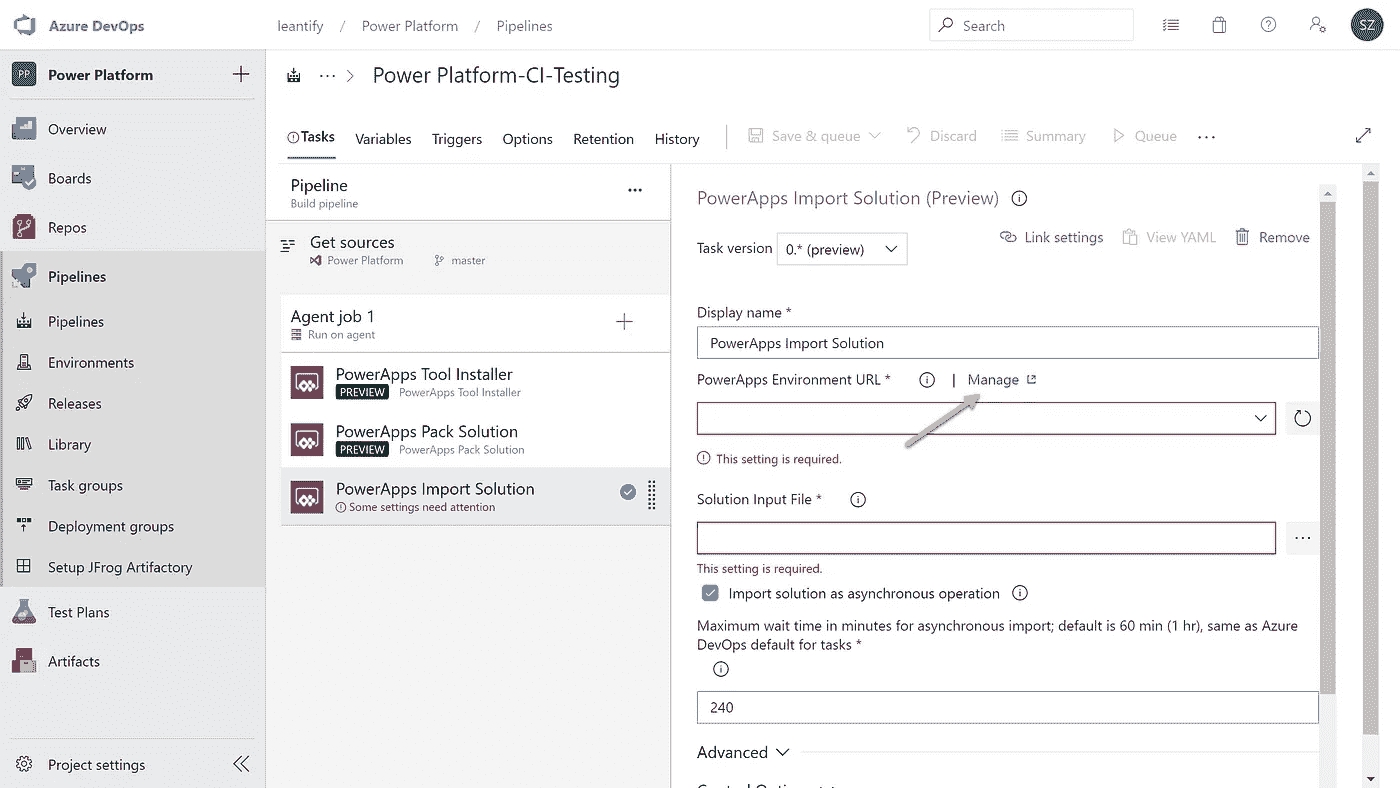 Azure DevOps
leantify / Power Platform / Pipelines
Search
SZ
PP
Power Platform
Overview
Boards
Repos
Pipelines
Pipelines
Environments
Releases
Library
Task groups
Deployment groups
Setup JFrog Artifactory
Test Plans
Artifacts
Project settings
... > Power Platform-CI-Testing
Tasks Variables Triggers Options Retention History
Save & queue Discard Summary Queue ...
Pipeline
Build pipeline
Get sources
Power Platform master
Agent job 1
Run on agent
PowerApps Tool Installer
PREVIEW PowerApps Tool Installer
PowerApps Pack Solution
PREVIEW PowerApps Pack Solution
PowerApps Import Solution
Some settings need attention
PowerApps Import Solution (Preview)
Link settings View YAML Remove
Task version 0.* (preview)
Display name *
PowerApps Import Solution
PowerApps Environment URL * | Manage
This setting is required.
Solution Input File *
...
This setting is required.
Import solution as asynchronous operation
Maximum wait time in minutes for asynchronous import; default is 60 min (1 hr), same as Azure
DevOps default for tasks *
240
Advanced